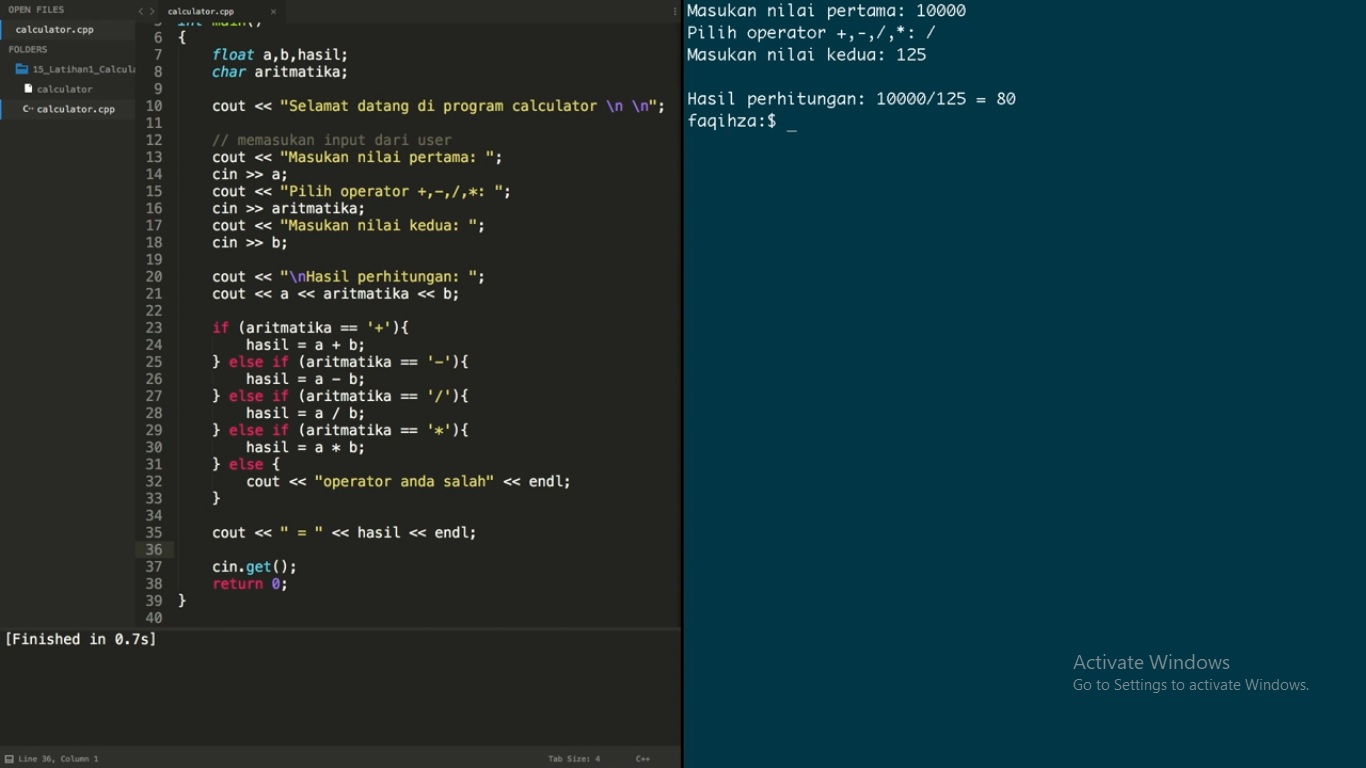 OPEN FILES
calculator.cpp
FOLDERS
15_Latihan1_Calcul
calculator
C·· calculator.cpp
calculator.cpp ×
5 int main()
6 {
7 float a,b,hasil;
8 char aritmatika;
9
10 cout << "Selamat datang di program calculator \n \n";
11
12 // memasukan input dari user
13 cout << "Masukan nilai pertama: ";
14 cin >> a;
15 cout << "Pilih operator +,-,/,*: ";
16 cin >> aritmatika;
17 cout << "Masukan nilai kedua: ";
18 cin >> b;
19
20 cout << "\nHasil perhitungan: ";
21 cout << a << aritmatika << b;
22
23 if (aritmatika == '+'){
24 hasil = a + b;
25 } else if (aritmatika == '-'){
26 hasil = a - b;
27 } else if (aritmatika == '/'){
28 hasil = a / b;
29 } else if (aritmatika == '*'){
30 hasil = a * b;
31 } else {
32 cout << "operator anda salah" << endl;
33 }
34
35 cout << " = " << hasil << endl;
36
37 cin.get();
38 return 0;
39 }
40
[Finished in 0.7s]
Line 36, Column 1
Tab Size: 4
C++
Masukan nilai pertama: 10000
Pilih operator +,-,/,*: /
Masukan nilai kedua: 125
Hasil perhitungan: 10000/125 = 80
faqihza:$ _
Activate Windows
Go to Settings to activate Windows.